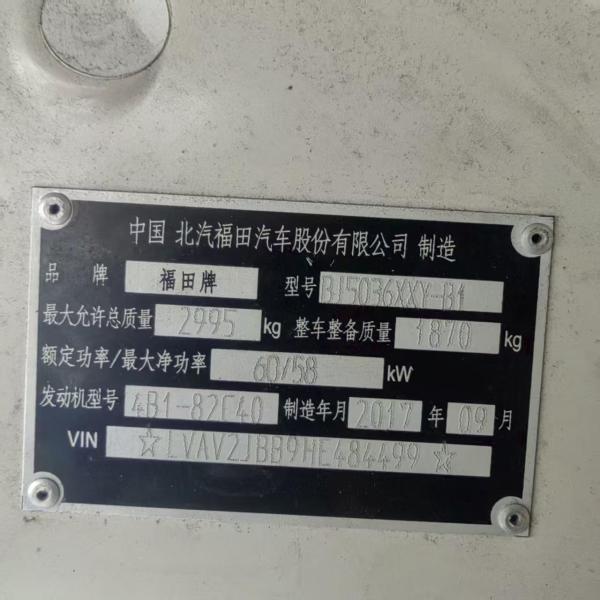 中国 北汽福田汽车股份有限公司 制造
品 牌 福田牌 型号 BJ5036XXY-B1
最大允许总质量 2995 kg 整车整备质量 1870 kg
额定功率/最大净功率 60/58 kW
发动机型号 4B1-82C40 制造年月 2017 年 09 月
VIN ☆LVAV2JBB9HE484499☆